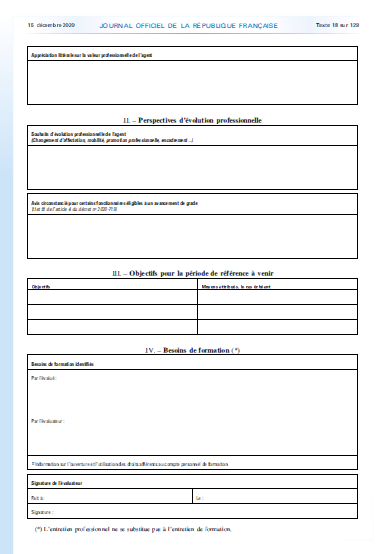 16 décembre 2020 JOURNAL OFFICIEL DE LA RÉPUBLIQUE FRANÇAISE Texte 18 sur 129
Appréciation littérale sur la valeur professionnelle de l'agent
II. – Perspectives d'évolution professionnelle
Souhaits d'évolution professionnelle de l'agent
(Changement d'affectation, mobilité, promotion professionnelle, encadrement...)
Avis circonstancié pour certains fonctionnaires éligibles à un avancement de grade
de l'article 4 du décret n° 2020-719)
III. – Objectifs pour la période de référence à venir
Objectifs Moyens attribués, le cas échéant
IV. – Besoins de formation (*)
Besoins de formation identifiés
Par l'évalué :
Par l'évaluateur :
Information sur l'ouverture et l'utilisation des droits afférents au compte personnel de formation
Signature de l'évaluateur
Fait à : Le :
Signature :
(*) L'entretien professionnel ne se substitue pas à l'entretien de formation.